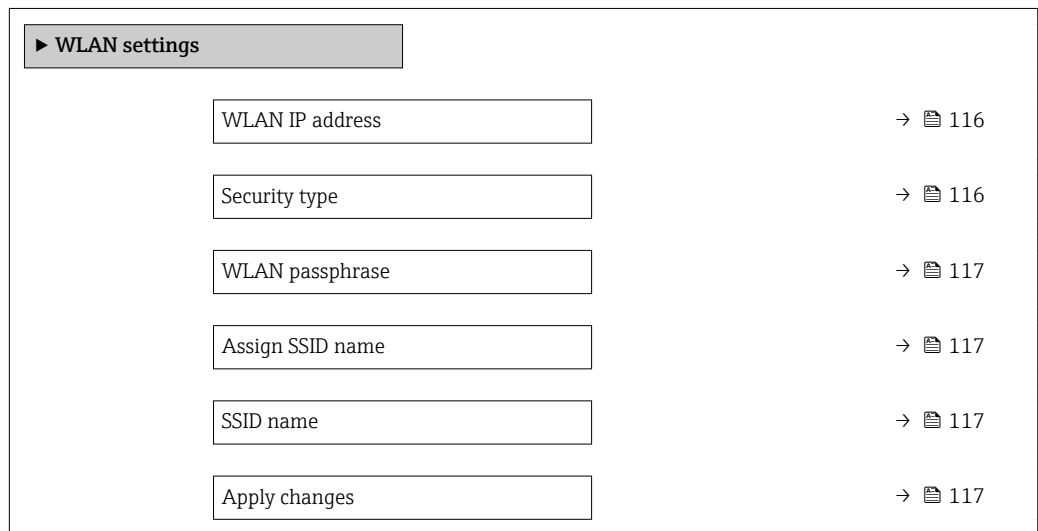 ▶ WLAN settings
WLAN IP address → 116
Security type → 116
WLAN passphrase → 117
Assign SSID name → 117
SSID name → 117
Apply changes → 117